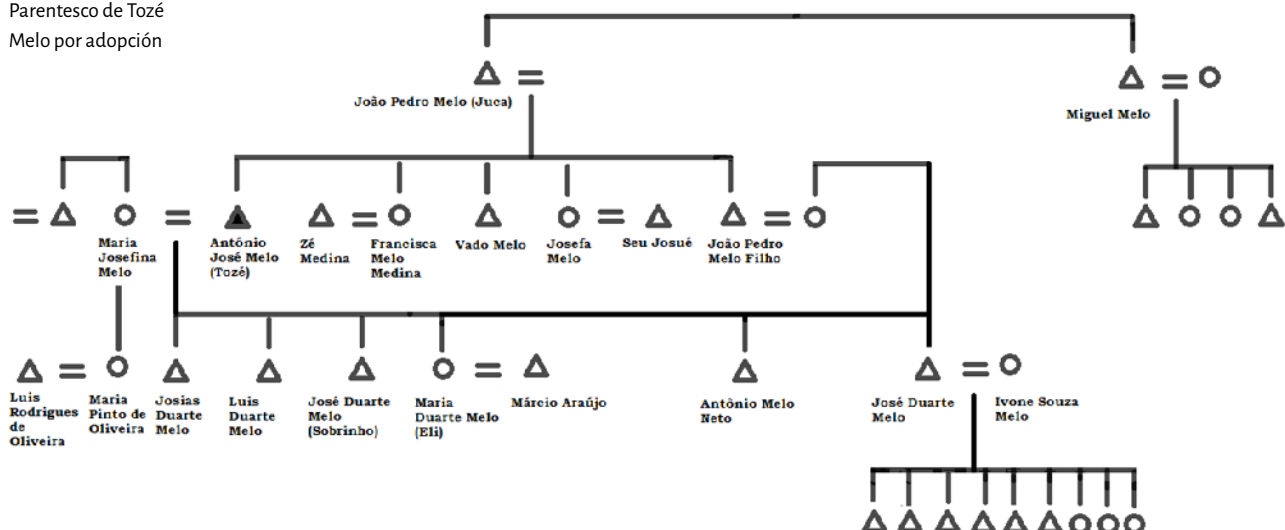 Parentesco de Tozé
Melo por adopción
João Pedro Melo (Juca)
Miguel Melo
Maria
Josefina
Melo
Antônio
José Melo
(Tozé)
Zé
Medina
Francisca
Melo
Medina
Vado Melo
Josefa
Melo
Seu Josué
João Pedro
Melo Filho
Luis
Rodrigues
de
Oliveira
Maria
Pinto de
Oliveira
Josias
Duarte
Melo
Luis
Duarte
Melo
José Duarte
Melo
(Sobrinho)
Maria
Duarte Melo
(Eli)
Márcio Araújo
Antônio Melo
Neto
José Duarte
Melo
Ivone Souza
Melo